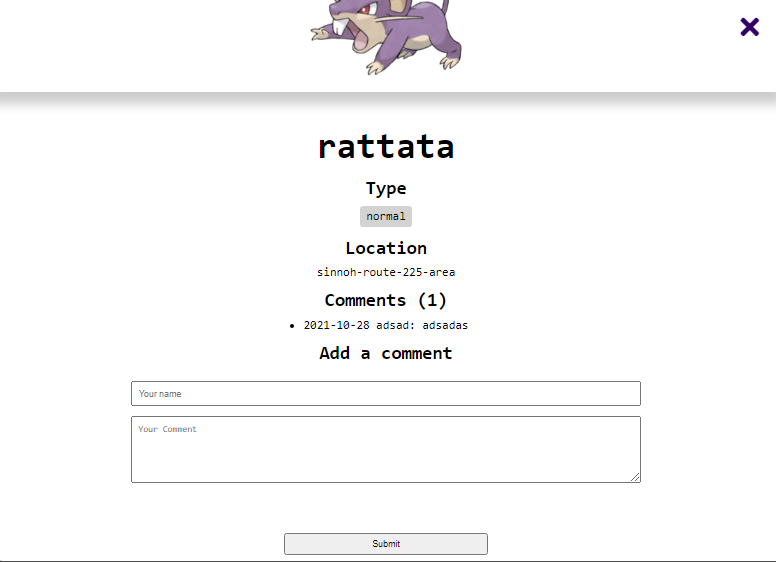 rattata
Type
normal
Location
sinnoh-route-225-area
Comments (1)
2021-10-28 adsad: adsadas
Add a comment
Your name
Your Comment
Submit